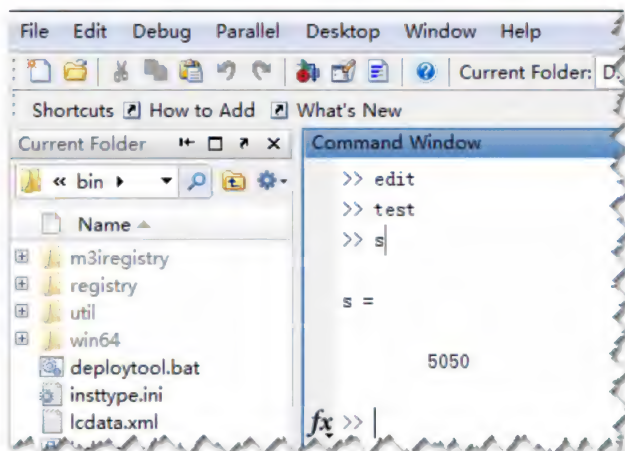 File Edit Debug Parallel Desktop Window Help
Current Folder: D.
Shortcuts How to Add What's New
Current Folder
« bin
Name
m3iregistry
registry
util
win64
deploytool.bat
insttype.ini
lcdata.xml
Command Window
>> edit
>> test
>> s
s =
5050
fx >>